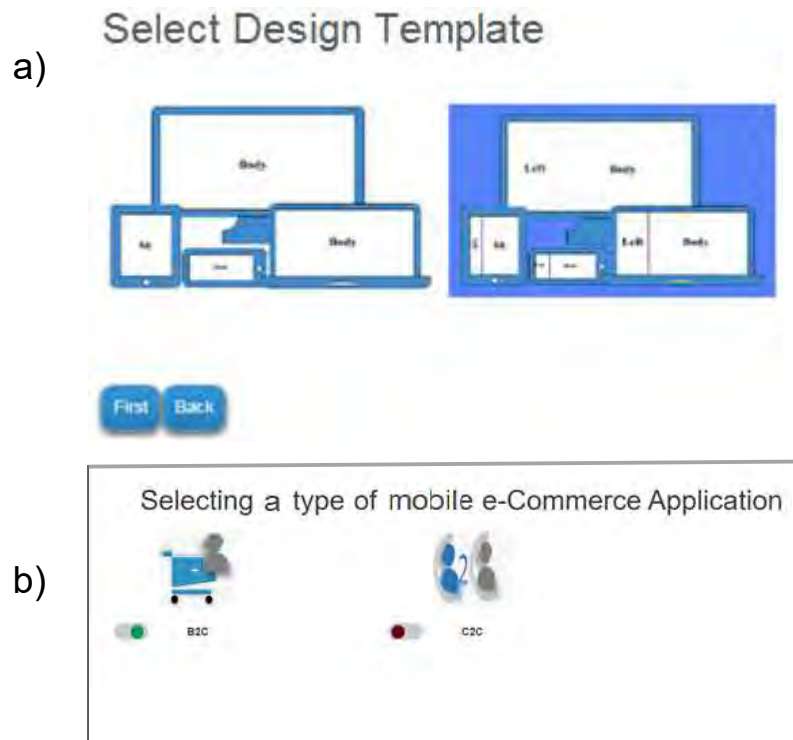 Select Design Template
a)
Body
Left Body
Body
Left Body
First Back
Selecting a type of mobile e-Commerce Application
2
b)
B2C C2C